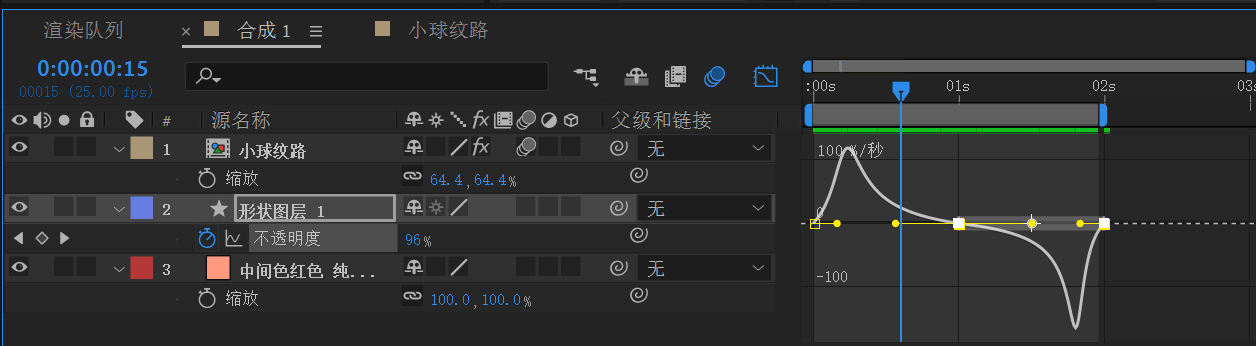 渲染队列 × 合成 1 ≡ 小球纹路
0:00:00:15
00015 (25.00 fps)
:00s 01s 02s 03s
# 源名称 fx 父级和链接
1 小球纹路 fx 无
缩放 64.4,64.4%
2 形状图层 1 无
不透明度 96%
3 中间色红色 纯... 无
缩放 100.0,100.0%
100 %/秒
0
-100